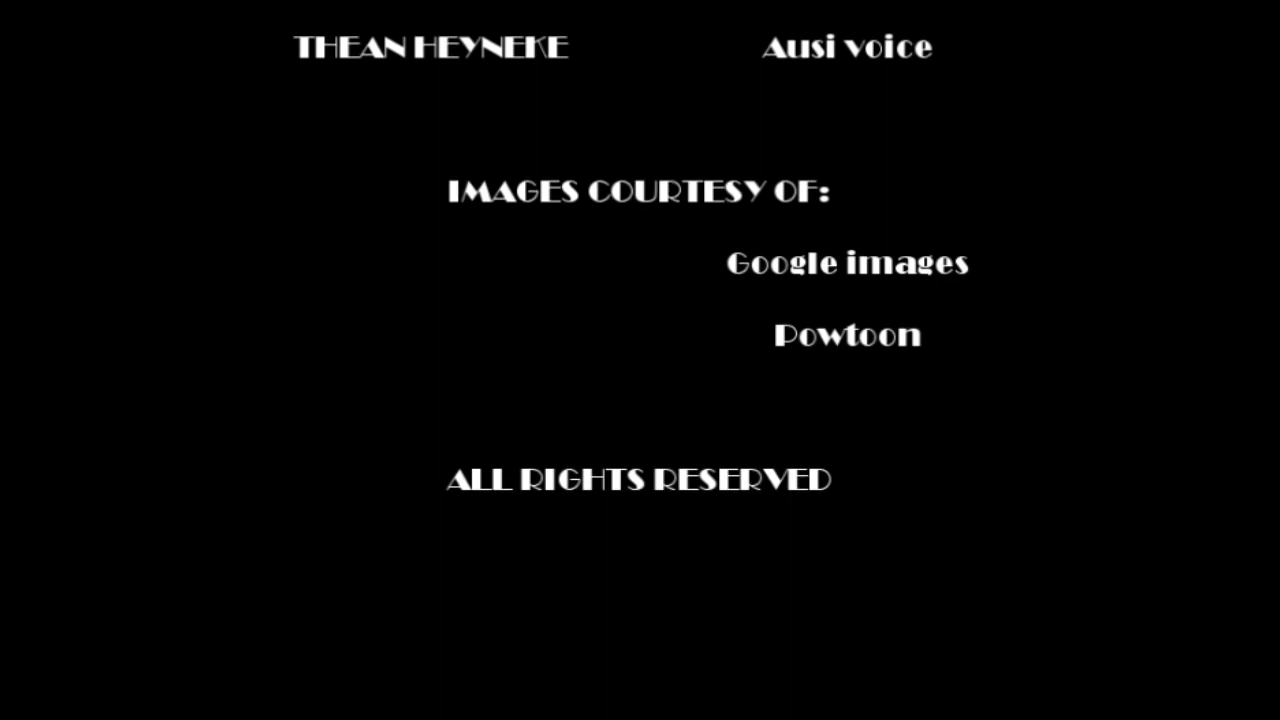 THEAN HEYNEKE Ausi voice
IMAGES COURTESY OF:
Google images
Powtoon
ALL RIGHTS RESERVED